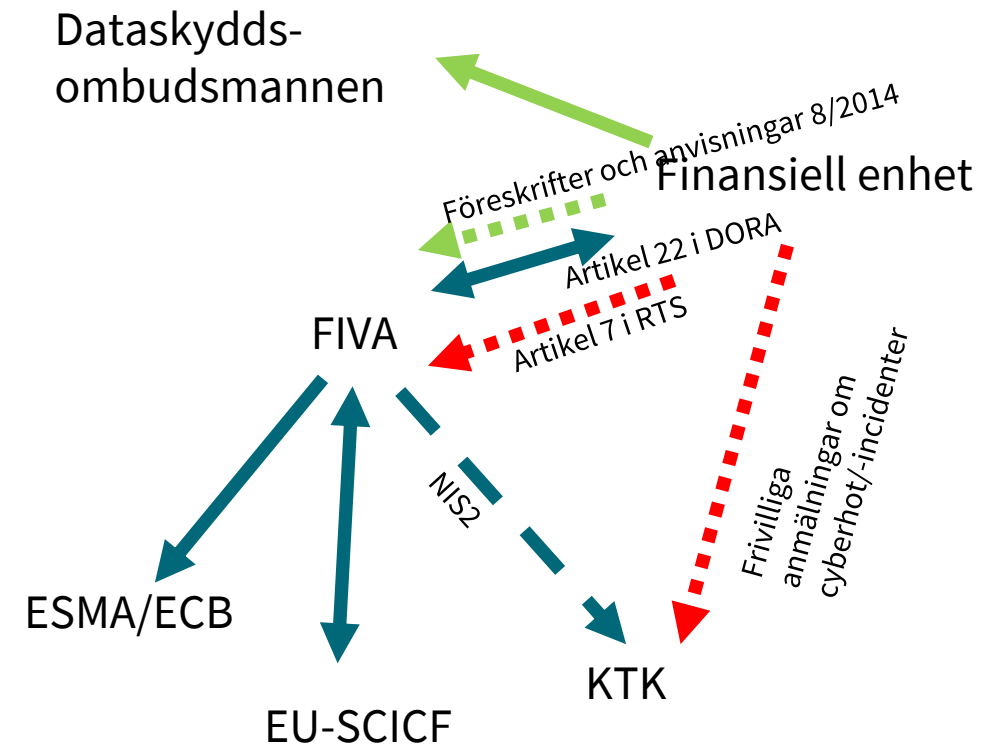 Dataskydds-
ombudsmannen
Föreskrifter och anvisningar 8/2014
Finansiell enhet
Artikel 22 i DORA
Artikel 7 i RTS
FIVA
NIS2
Frivilliga
anmälningar om
cyberhot/-incidenter
ESMA/ECB
KTK
EU-SCICF